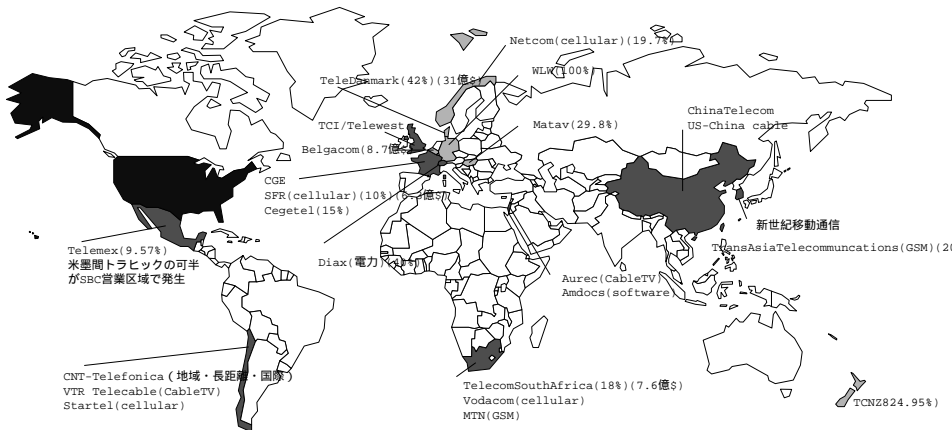 Netcom(cellular)(19.7%)
TeleDanmark(42%)(31億$)
WLW(100%)
ChinaTelecom
US-China cable
TCI/Telewest
Matav(29.8%)
Belgacom(8.7億$)
CGE
SFR(cellular)(10%)
Cegetel(15%)
新世紀移動通信
Telemex(9.57%)
米墨間トラヒックの可半
がSBC営業区域で発生
TransAsiaTelecommuncations(GSM)(20
Diax(電力)
Aurec(CableTV)
Amdocs(software)
CNT-Telefonica(地域・長距離・国際)
VTR Telecable(CableTV)
Startel(cellular)
TelecomSouthAfrica(18%)(7.6億$)
Vodacom(cellular)
MTN(GSM)
TCNZ824.95%)